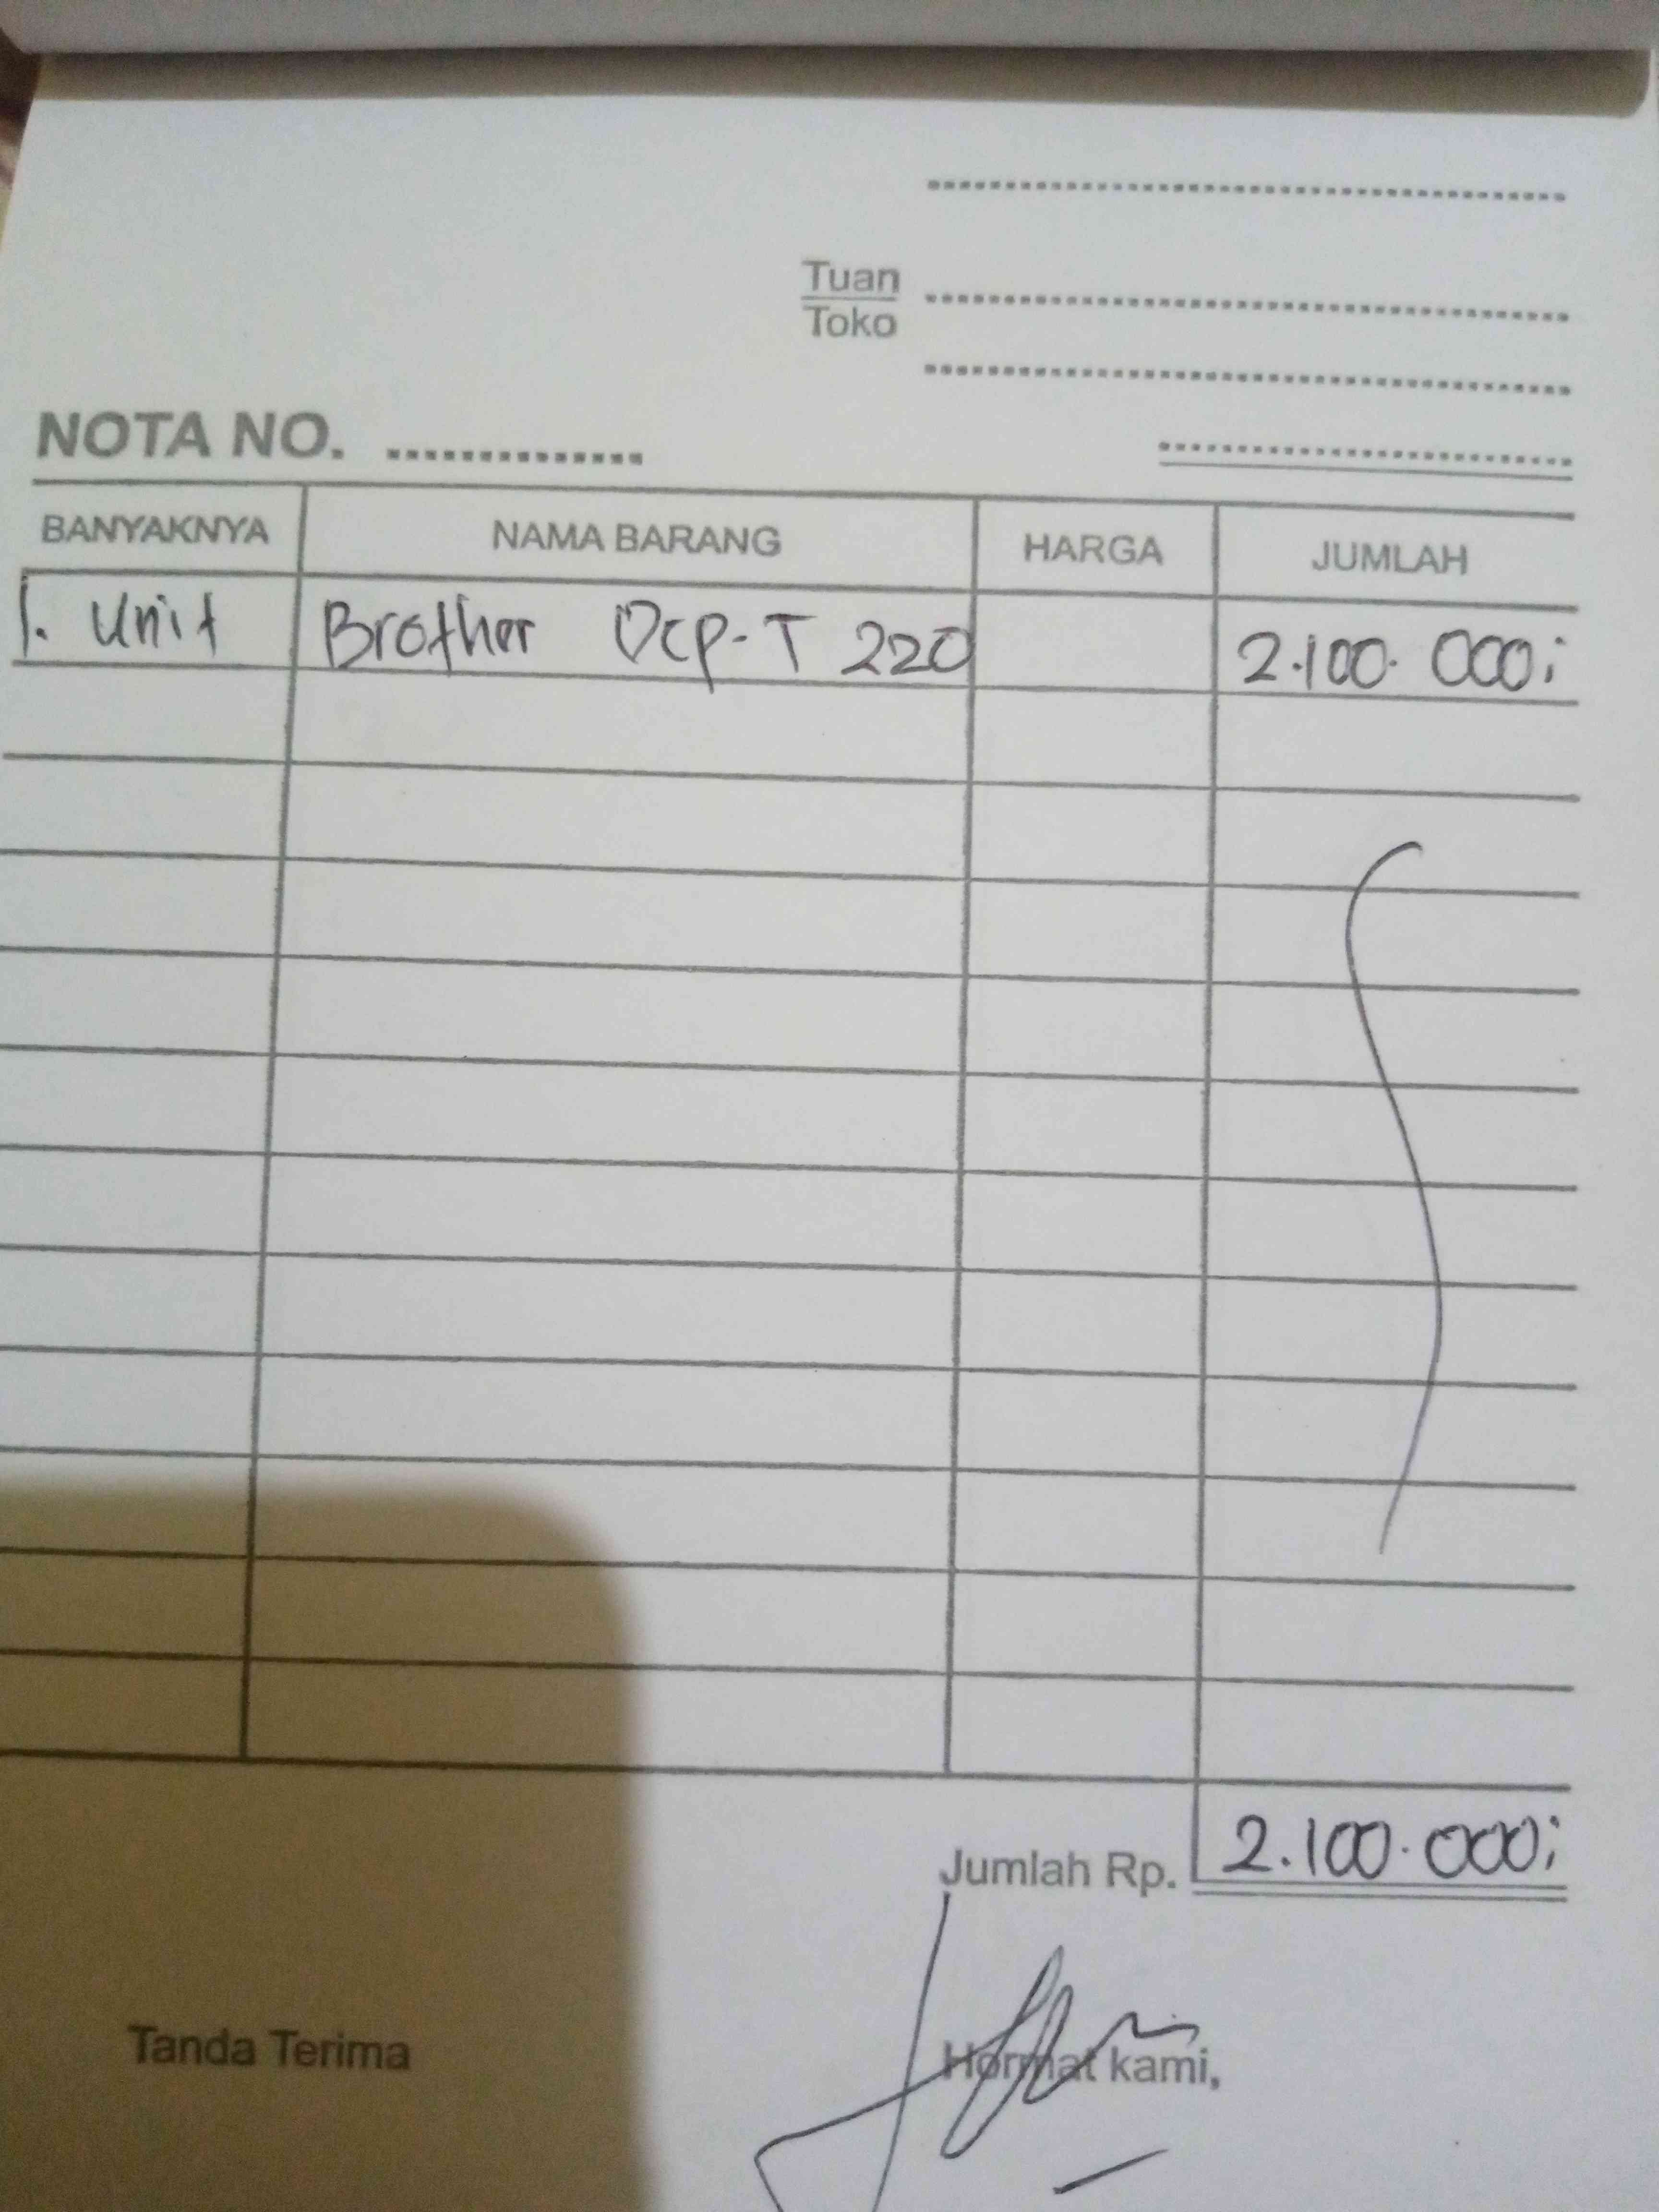 Tuan
Toko
NOTA NO.
BANYAKNYA NAMA BARANG HARGA JUMLAH
1. Unit Brother Dcp-T 220 2.100.000;
Jumlah Rp. 2.100.000;
Tanda Terima Hormat kami,